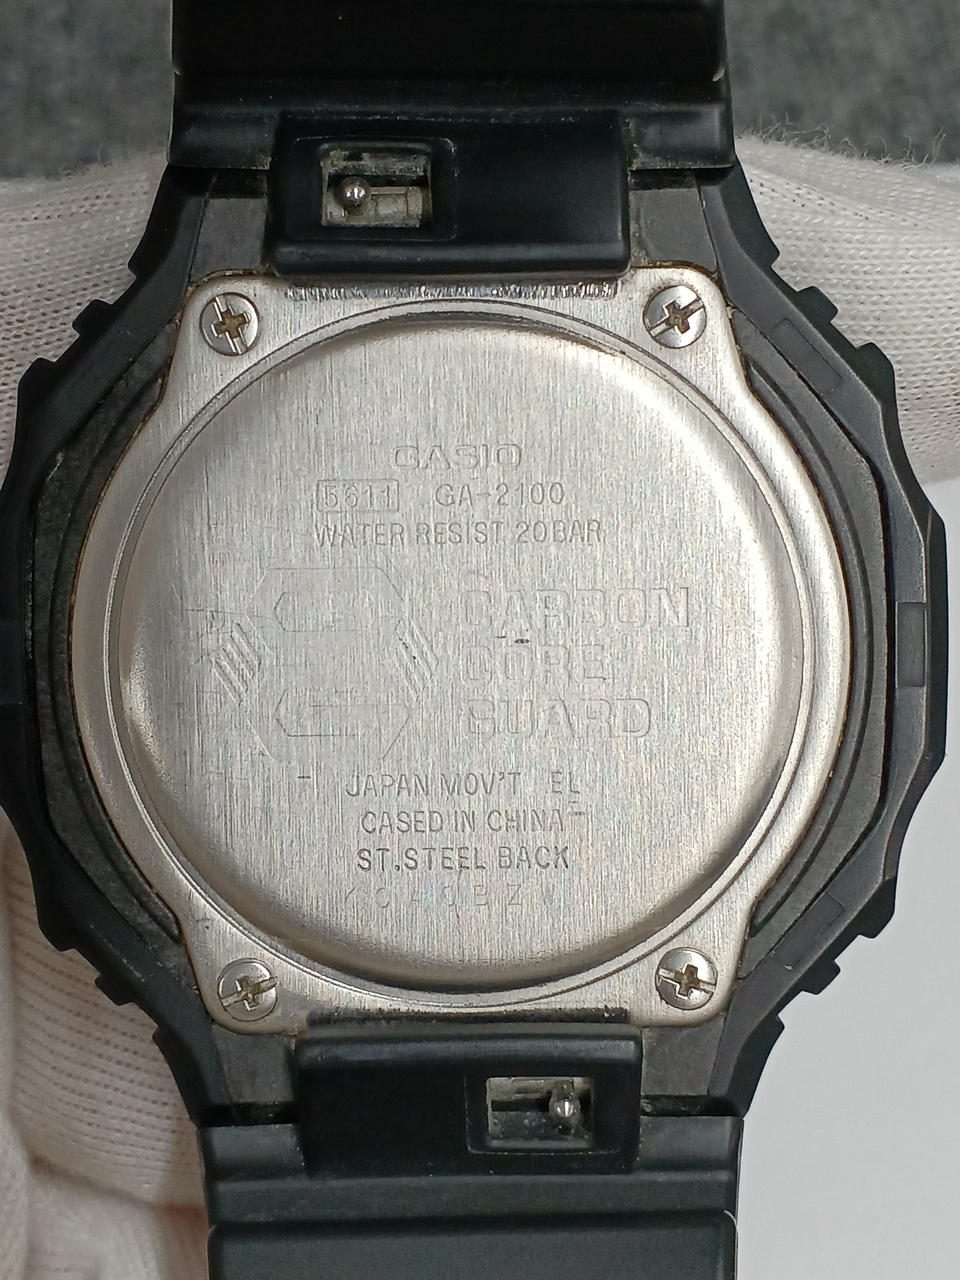 CASIO
5611 GA-2100
WATER RESIST 20BAR
CARBON
CORE
GUARD
JAPAN MOV'T EL
CASED IN CHINA
ST.STEEL BACK